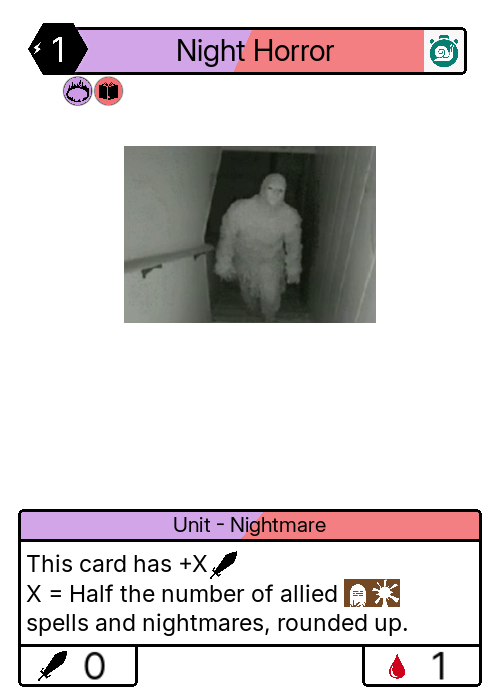 1
Night Horror
Unit - Nightmare
This card has +X
X = Half the number of allied
spells and nightmares, rounded up.
0
1